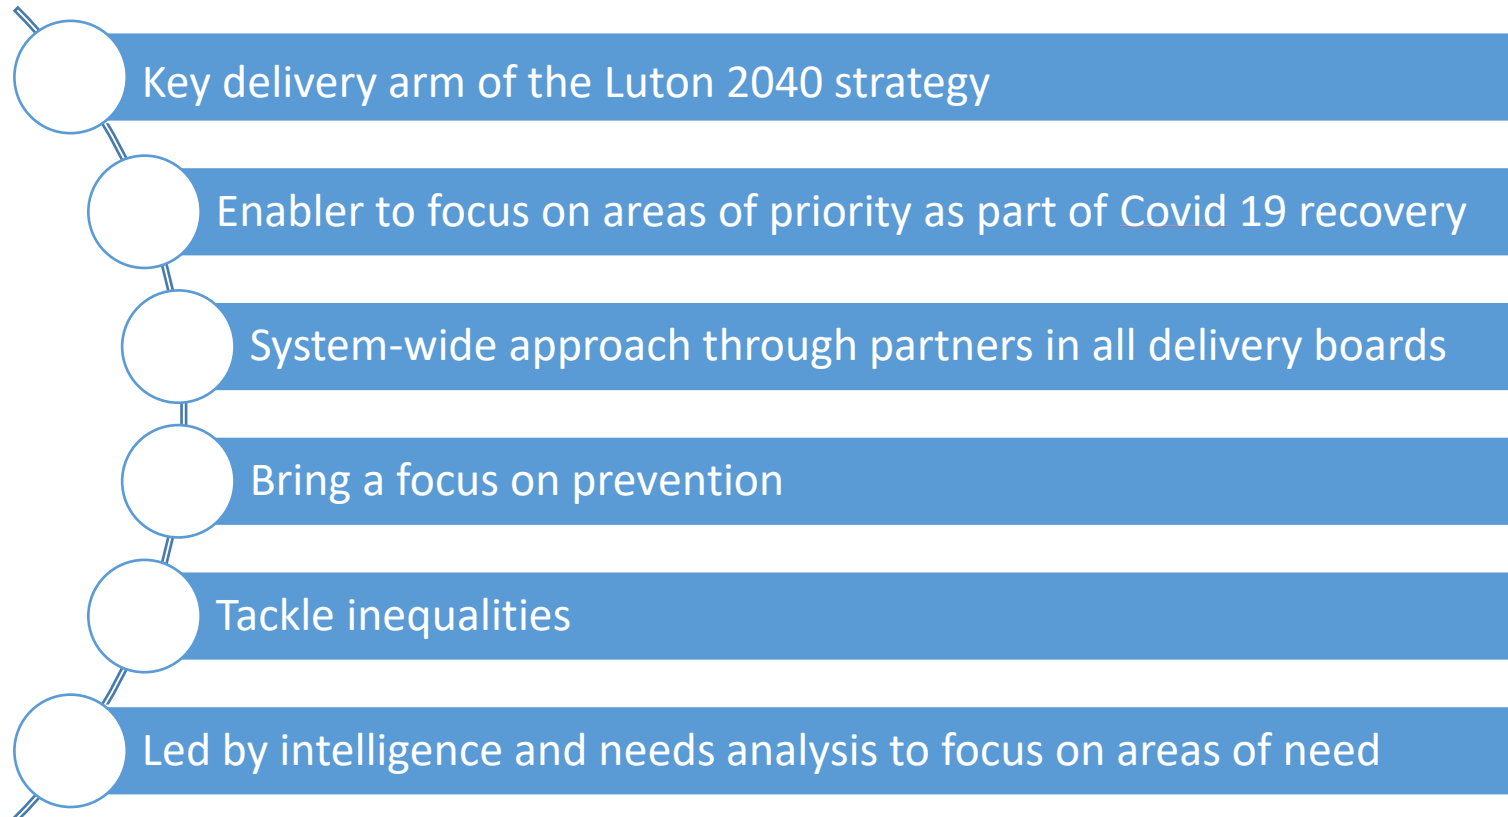 Key delivery arm of the Luton 2040 strategy
Enabler to focus on areas of priority as part of Covid 19 recovery
System-wide approach through partners in all delivery boards
Bring a focus on prevention
Tackle inequalities
Led by intelligence and needs analysis to focus on areas of need